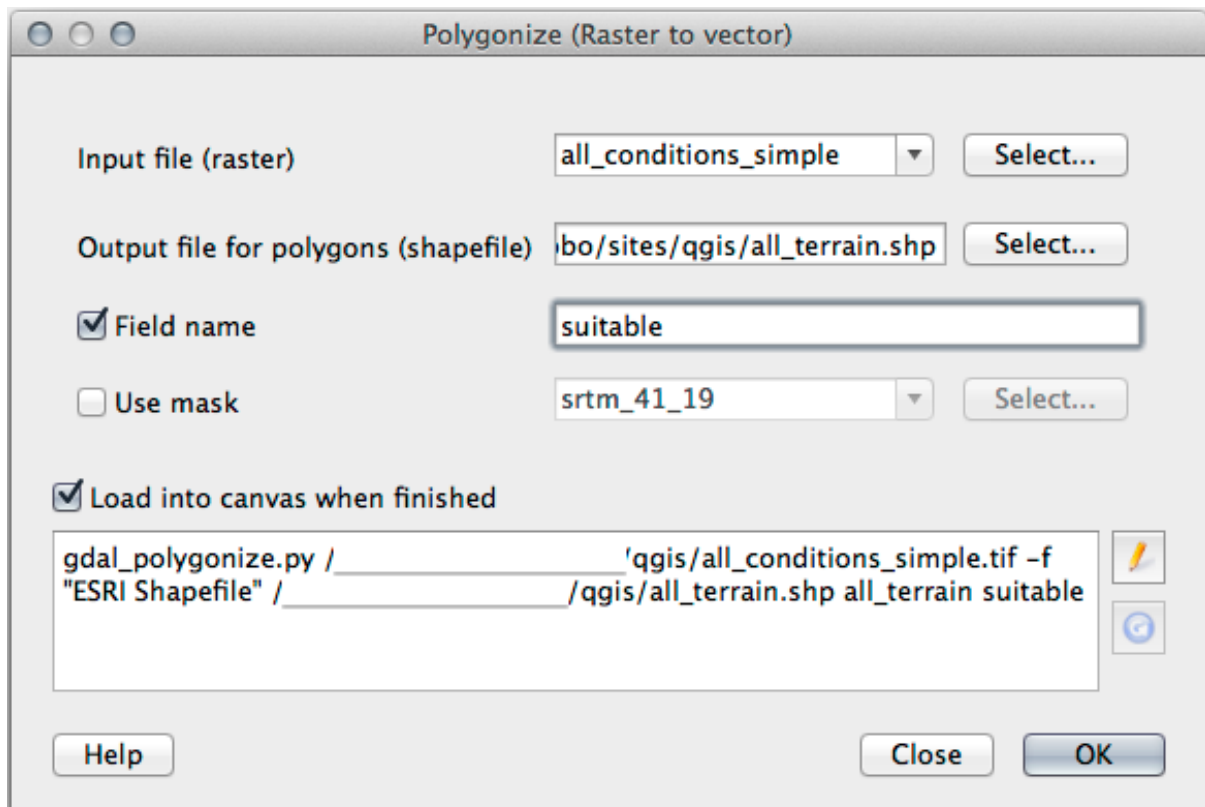 Polygonize (Raster to vector)
Input file (raster)
all_conditions_simple
Select...
Output file for polygons (shapefile)
bo/sites/qgis/all_terrain.shp
Select...
Field name
suitable
Use mask
srtm_41_19
Select...
Load into canvas when finished
gdal_polygonize.py /____________________/qgis/all_conditions_simple.tif -f
"ESRI Shapefile" /____________________/qgis/all_terrain.shp all_terrain suitable
Help
Close
OK